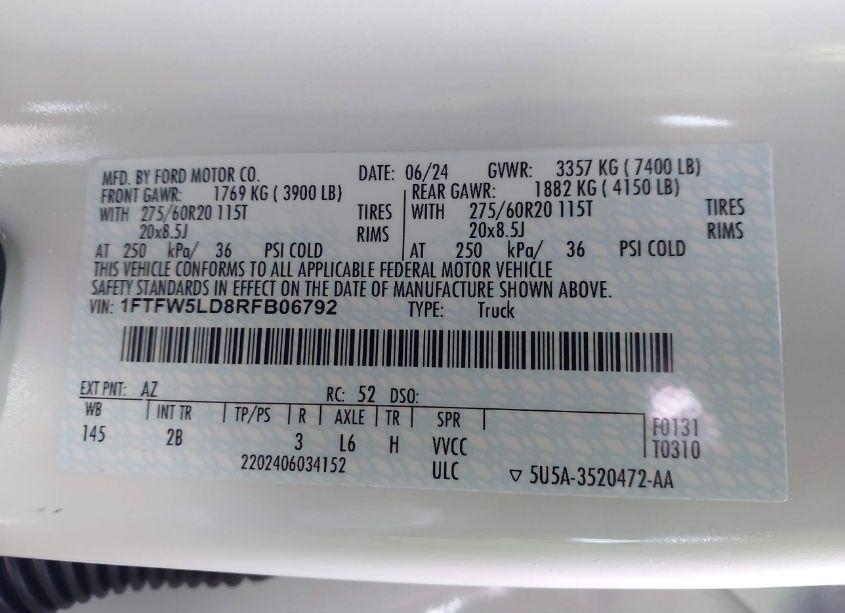 MFD. BY FORD MOTOR CO. DATE: 06/24 GVWR: 3357 KG ( 7400 LB)
FRONT GAWR: 1769 KG ( 3900 LB) REAR GAWR: 1882 KG ( 4150 LB)
WITH 275/60R20 115T TIRES WITH 275/60R20 115T TIRES
20x8.5J RIMS 20x8.5J RIMS
AT 250 kPa/ 36 PSI COLD AT 250 kPa/ 36 PSI COLD
THIS VEHICLE CONFORMS TO ALL APPLICABLE FEDERAL MOTOR VEHICLE
SAFETY STANDARDS IN EFFECT ON THE DATE OF MANUFACTURE SHOWN ABOVE.
VIN: 1FTFW5LD8RFB06792 TYPE: Truck
EXT PNT: AZ RC: 52 DSO:
WB INT TR TP/PS R AXLE TR SPR F0131
145 2B 3 L6 H VVCC T0310
2202406034152 ULC ▽ 5U5A-3520472-AA